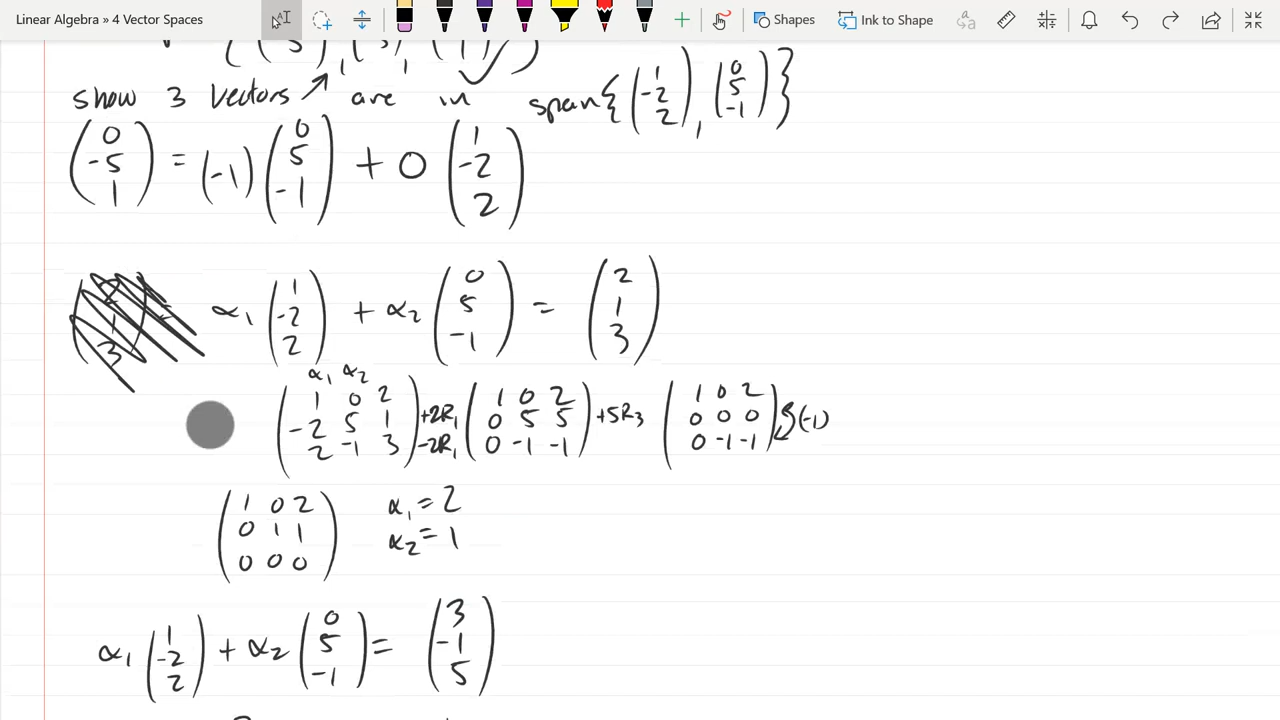 Linear Algebra » 4 Vector Spaces Shapes Ink to Shape
show 3 vectors ↗ are in span{(1 -2 2), (0 5 -1)}
(0 -5 1) = (-1)(0 5 -1) + 0(1 -2 2)
α₁(1 -2 2) + α₂(0 5 -1) = (2 1 3)
α₁ α₂
(1 0 2 +2R₁ (1 0 2 +5R₃ (1 0 2
-2 5 1 0 5 5 0 0 0
2 -1 3) -2R₁ 0 -1 -1) 0 -1 -1) (-1)
(1 0 2 α₁ = 2
0 1 1 α₂ = 1
0 0 0)
α₁(1 -2 2) + α₂(0 5 -1) = (3 -1 5)